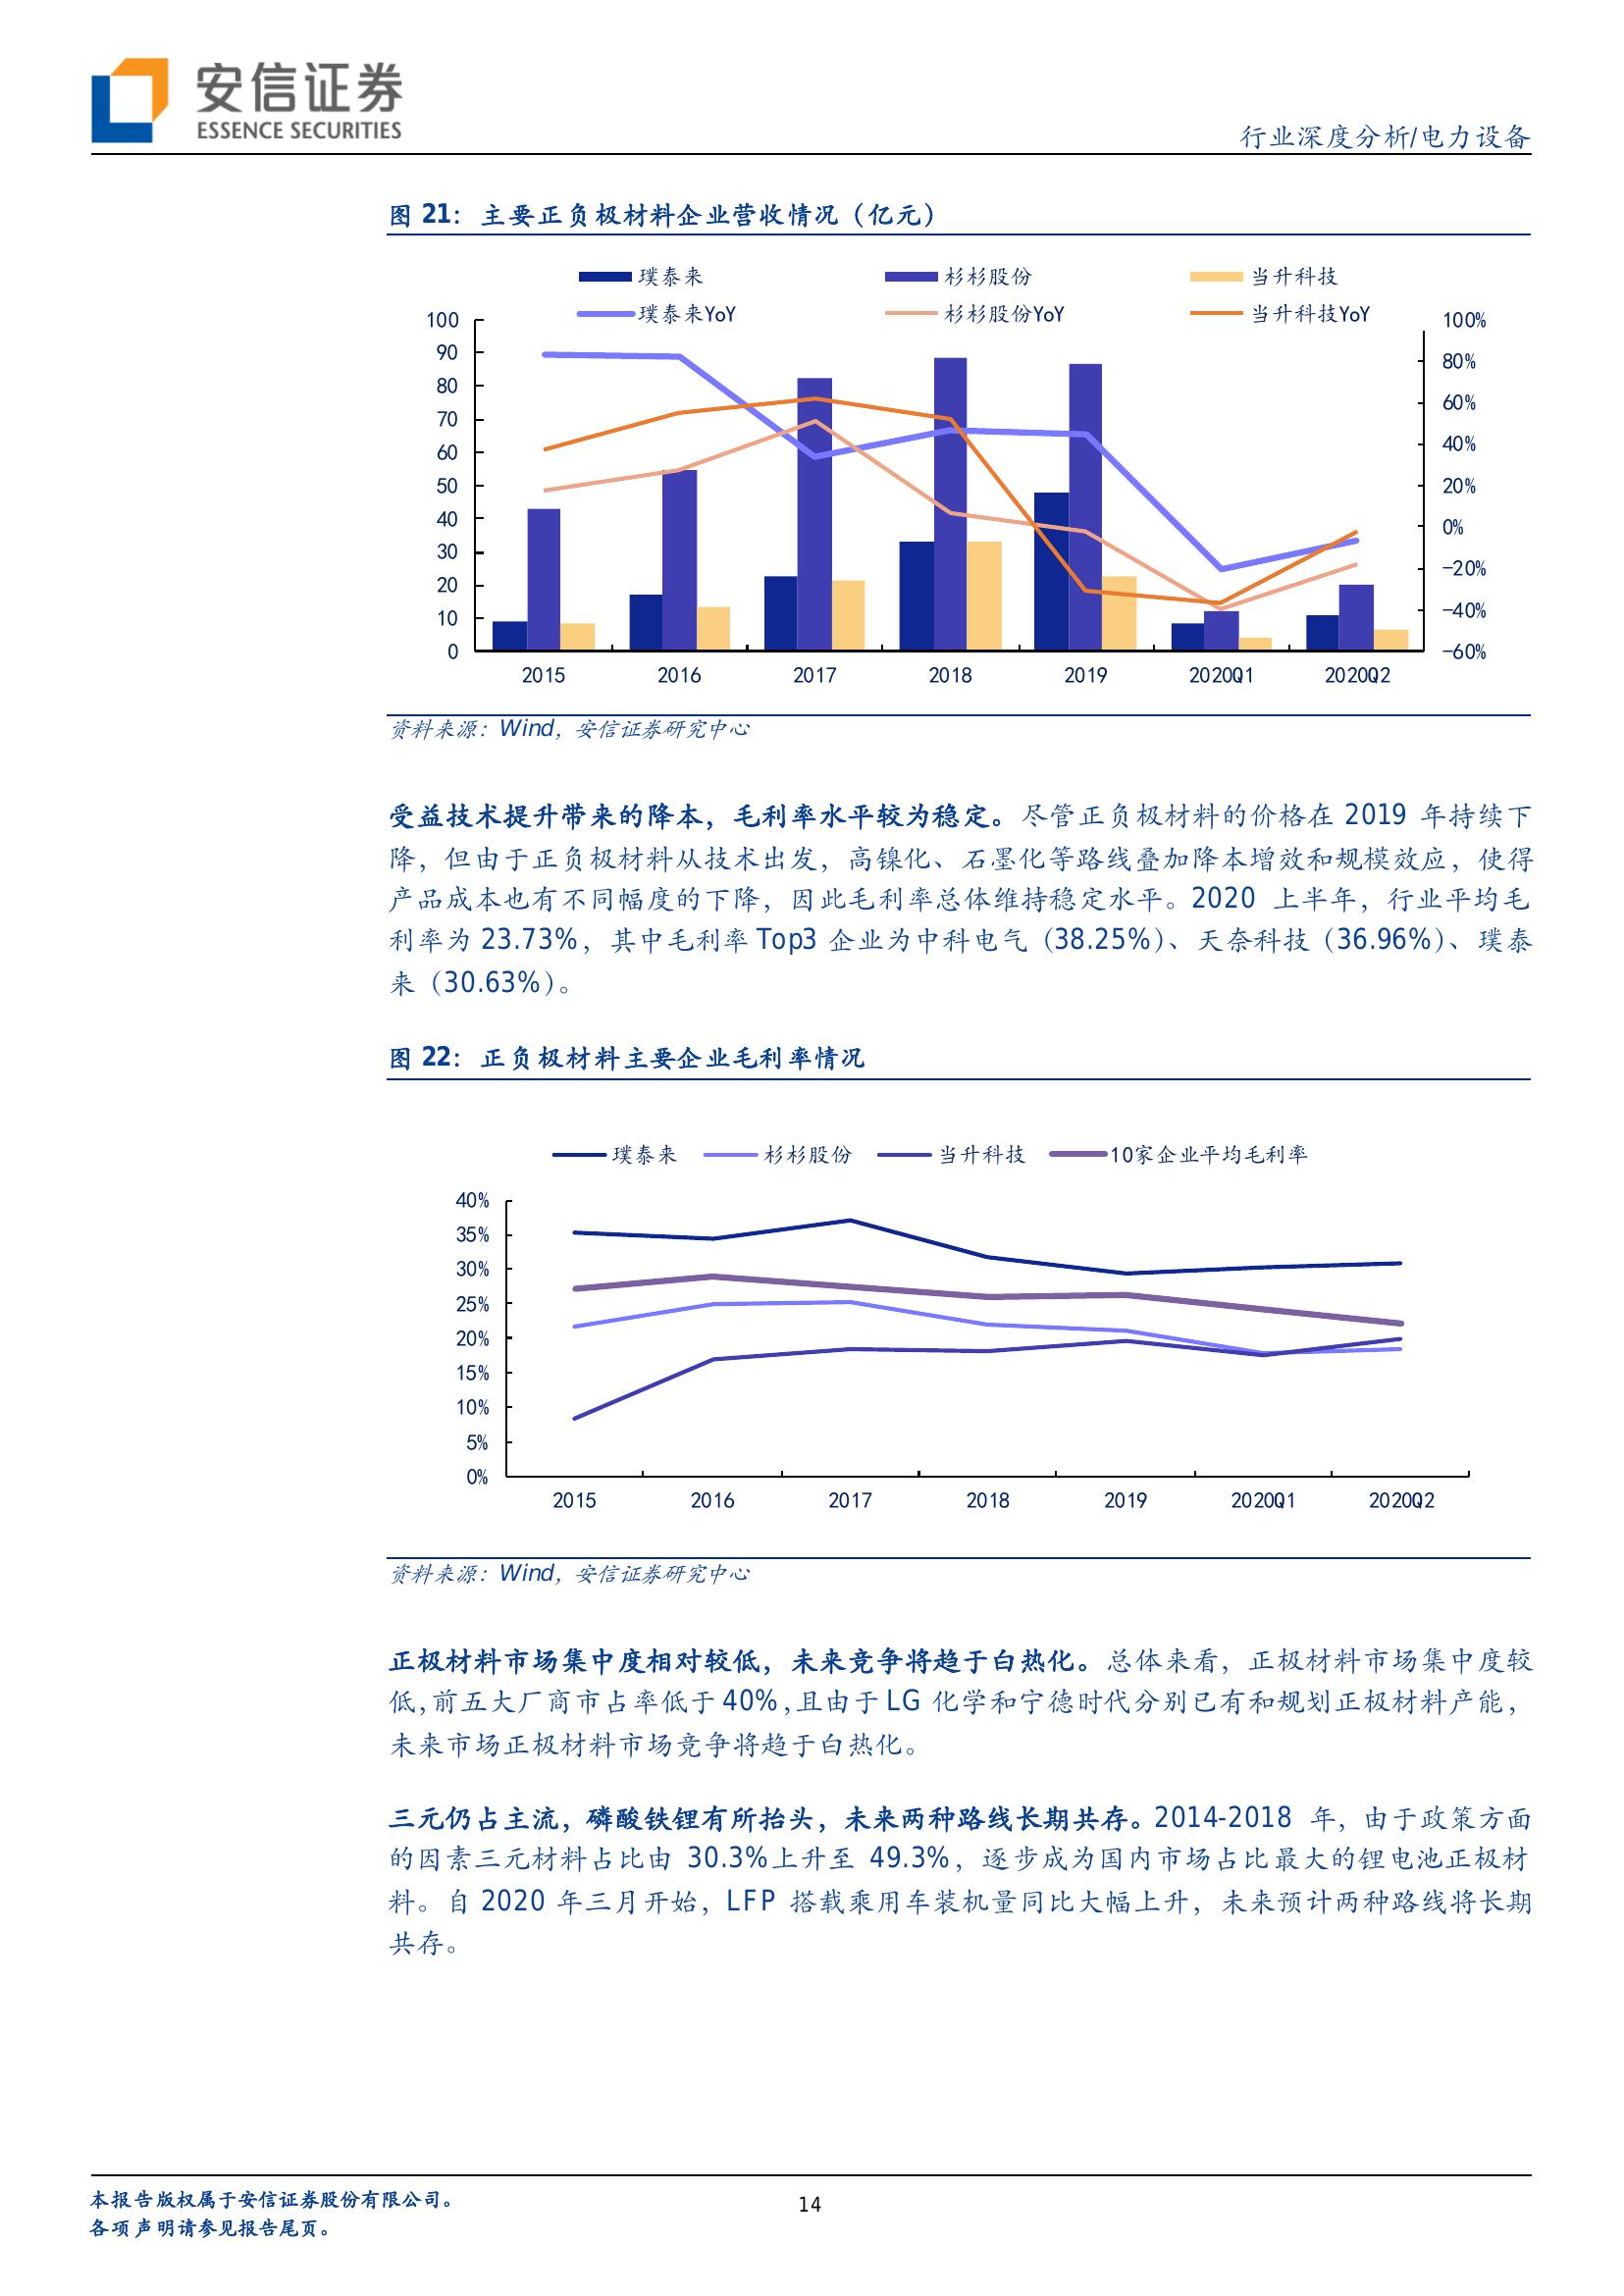 安信证券
ESSENCE SECURITIES
行业深度分析/电力设备
图 21：主要正负极材料企业营收情况（亿元）
璞泰来 杉杉股份 当升科技
璞泰来YoY 杉杉股份YoY 当升科技YoY
100
90
80
70
60
50
40
30
20
10
0
100%
80%
60%
40%
20%
0%
-20%
-40%
-60%
2015 2016 2017 2018 2019 2020Q1 2020Q2
资料来源：Wind，安信证券研究中心
受益技术提升带来的降本，毛利率水平较为稳定。尽管正负极材料的价格在 2019 年持续下
降，但由于正负极材料从技术出发，高镍化、石墨化等路线叠加降本增效和规模效应，使得
产品成本也有不同幅度的下降，因此毛利率总体维持稳定水平。2020 上半年，行业平均毛
利率为 23.73%，其中毛利率 Top3 企业为中科电气（38.25%）、天奈科技（36.96%）、璞泰
来（30.63%）。
图 22：正负极材料主要企业毛利率情况
璞泰来 杉杉股份 当升科技 10家企业平均毛利率
40%
35%
30%
25%
20%
15%
10%
5%
0%
2015 2016 2017 2018 2019 2020Q1 2020Q2
资料来源：Wind，安信证券研究中心
正极材料市场集中度相对较低，未来竞争将趋于白热化。总体来看，正极材料市场集中度较
低，前五大厂商市占率低于 40%，且由于 LG 化学和宁德时代分别已有和规划正极材料产能，
未来市场正极材料市场竞争将趋于白热化。
三元仍占主流，磷酸铁锂有所抬头，未来两种路线长期共存。2014-2018 年，由于政策方面
的因素三元材料占比由 30.3%上升至 49.3%，逐步成为国内市场占比最大的锂电池正极材
料。自 2020 年三月开始，LFP 搭载乘用车装机量同比大幅上升，未来预计两种路线将长期
共存。
本报告版权属于安信证券股份有限公司。
各项声明请参见报告尾页。
14